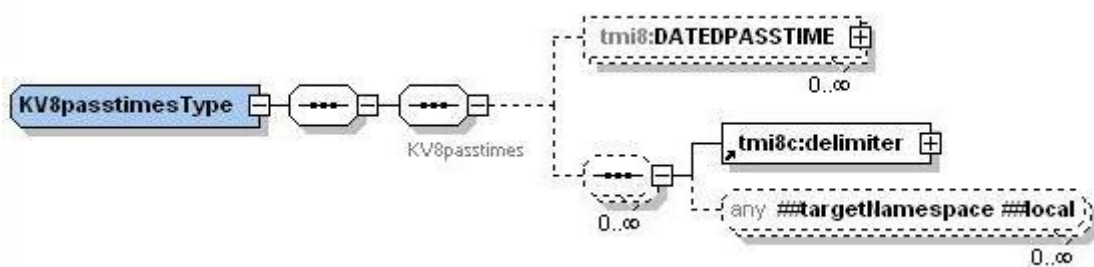 tmi8:DATEDPASSTIME
0..∞
KV8passtimesType
KV8passtimes
tmi8c:delimiter
0..∞
any ##targetNamespace ##local
0..∞